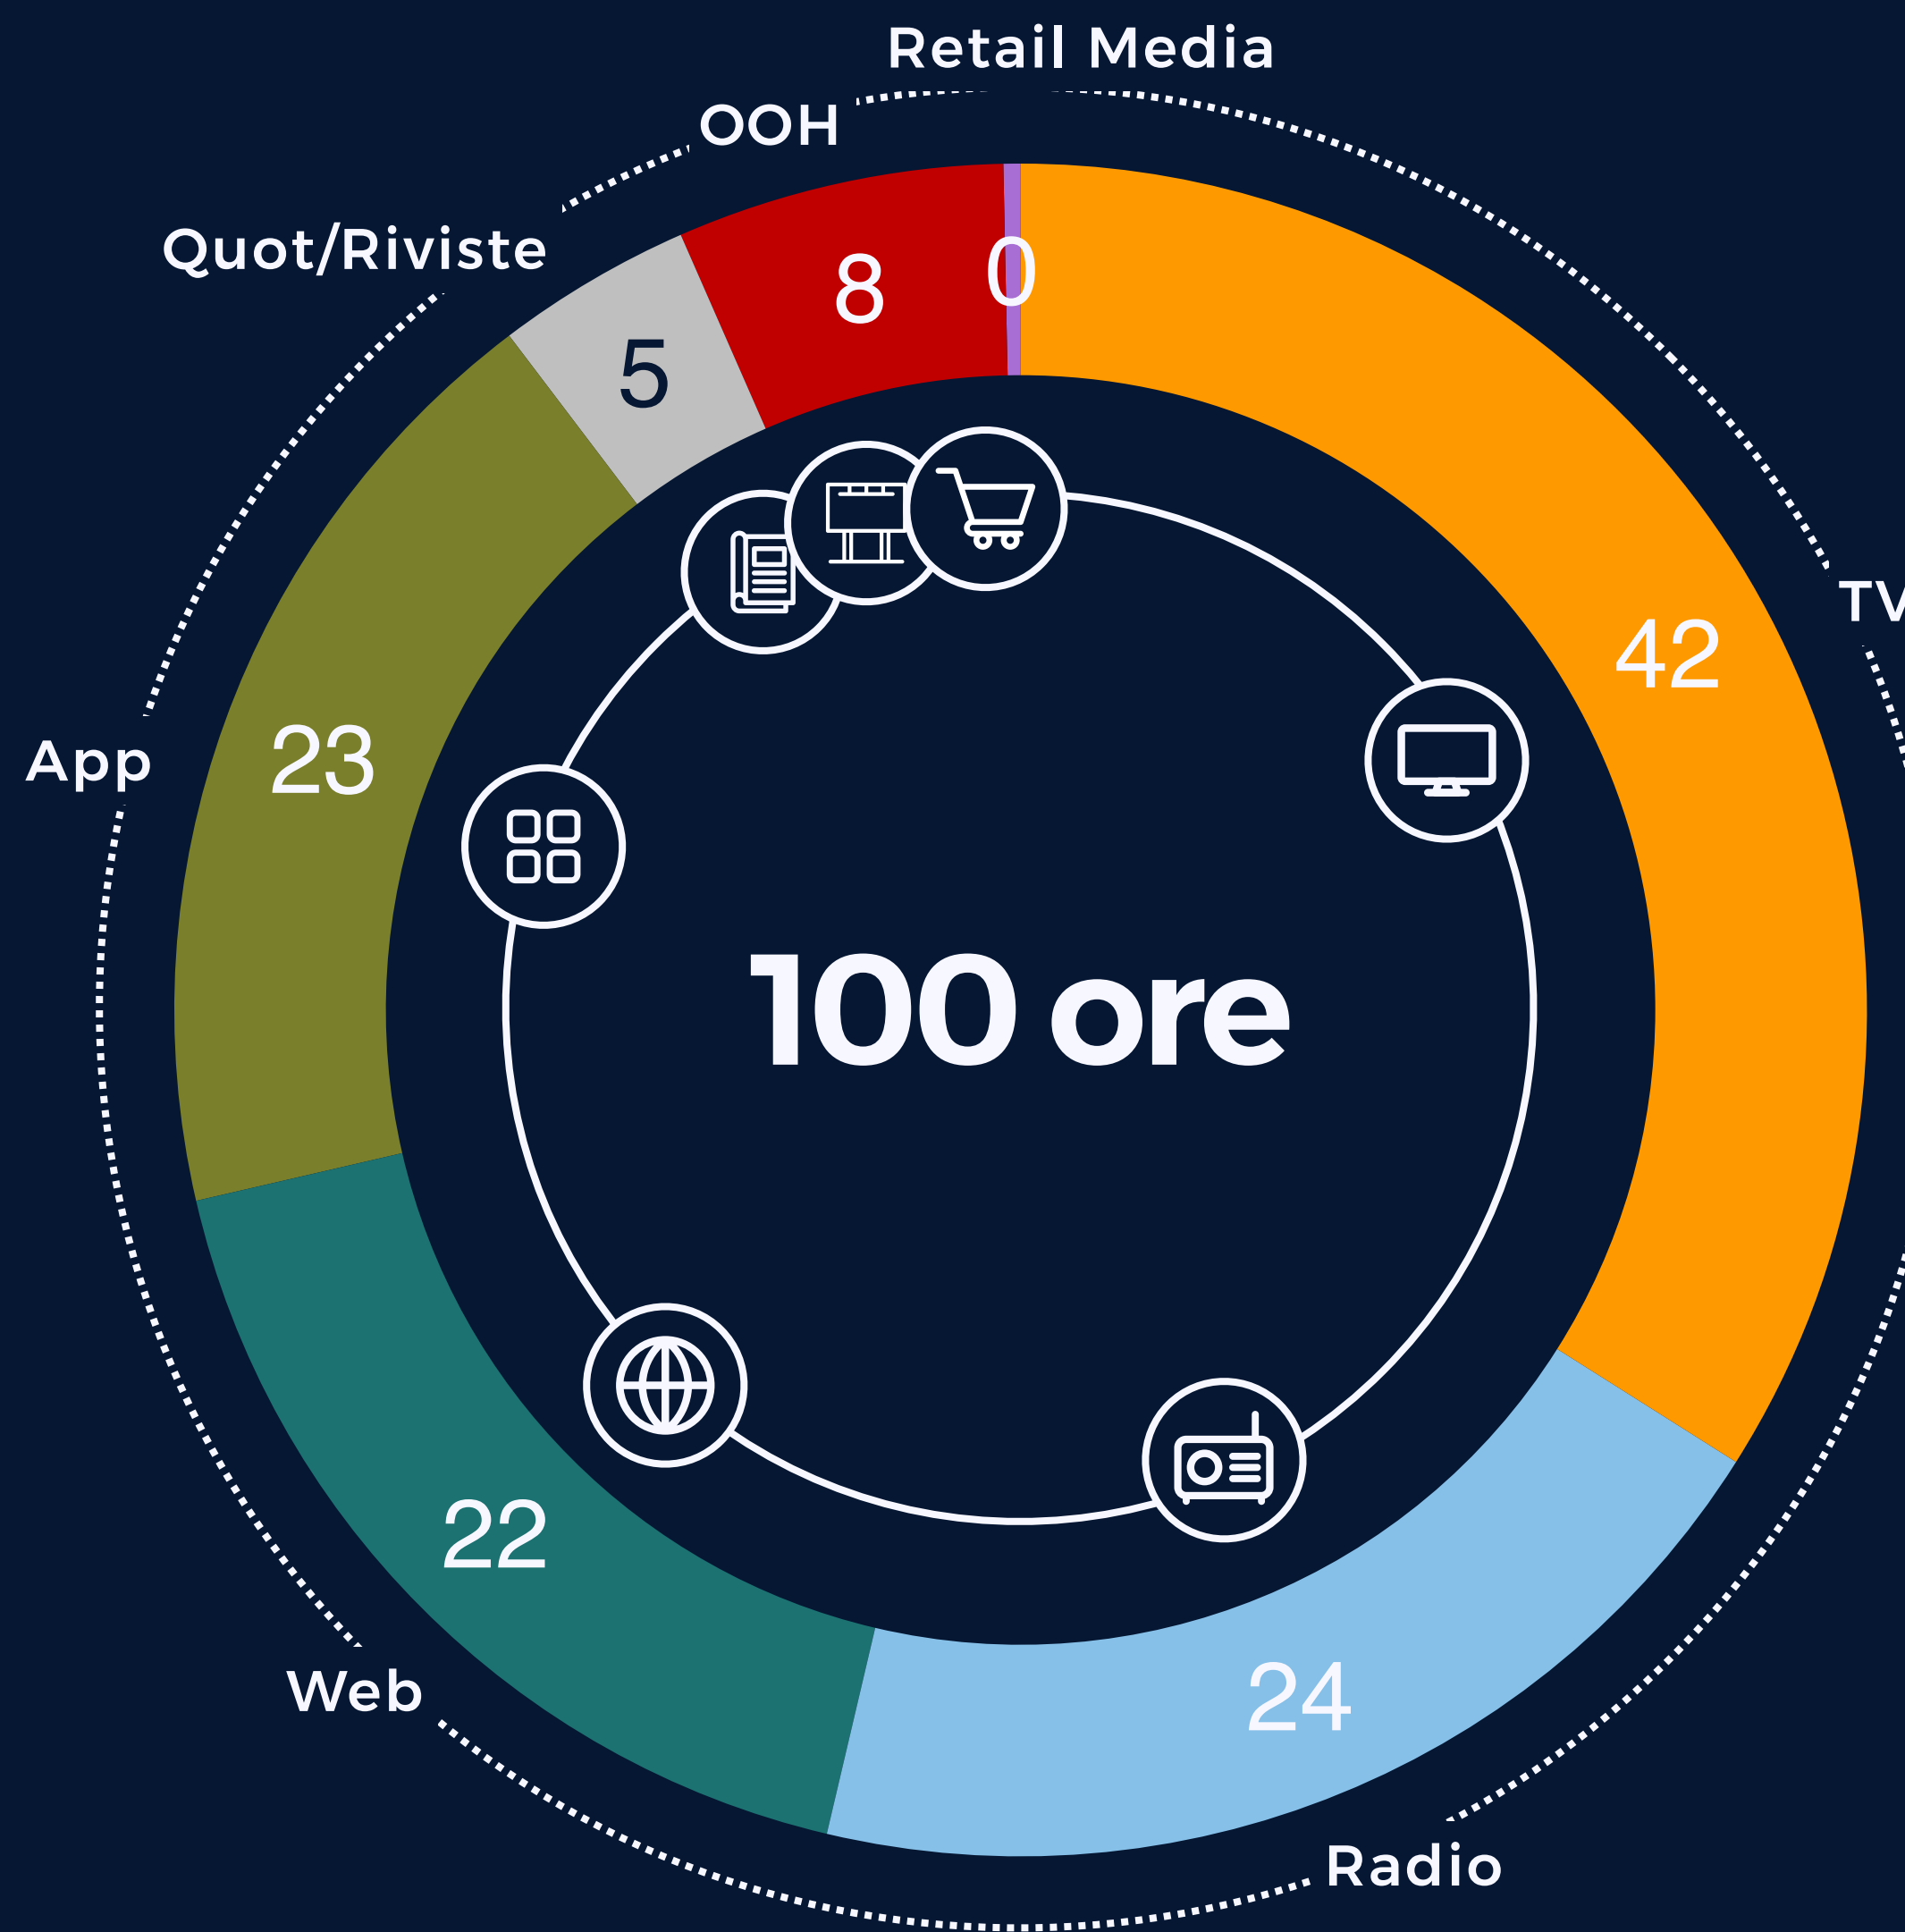 Retail Media
OOH
Quot/Riviste
8
0
5
TV
42
App
23
100 ore
22
24
Web
Radio